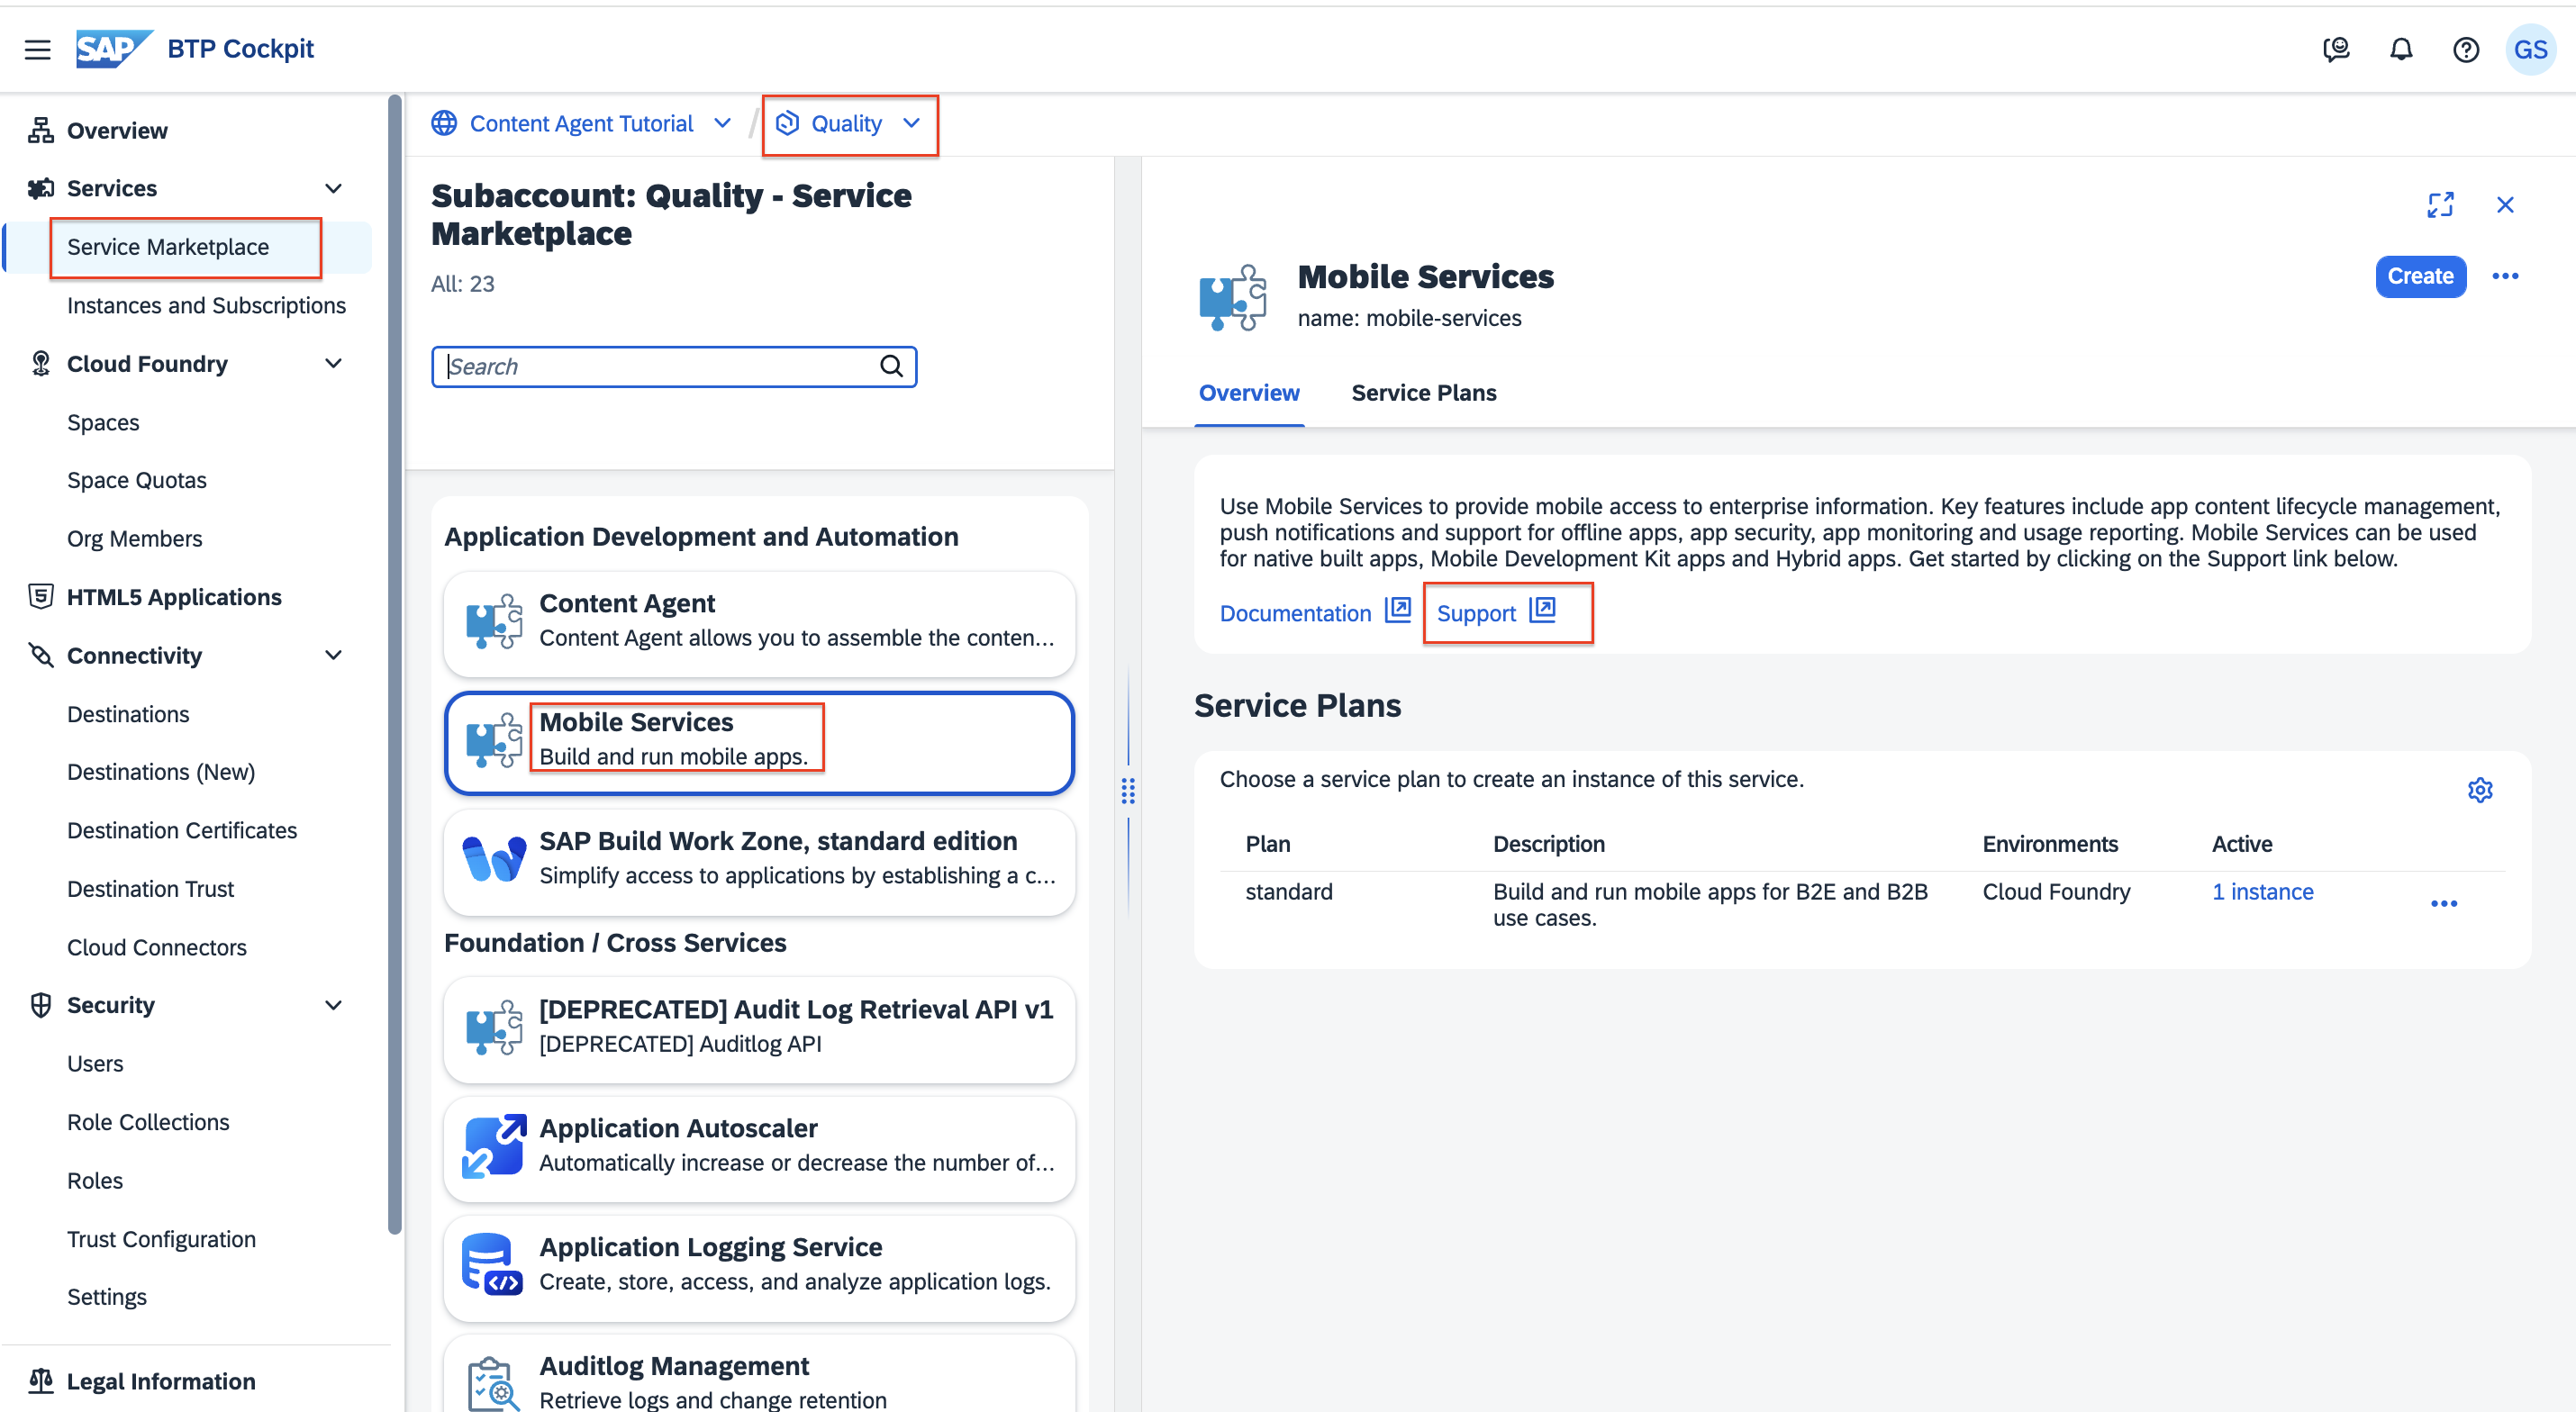 SAP BTP Cockpit
GS
Overview
Services
Service Marketplace
Instances and Subscriptions
Cloud Foundry
Spaces
Space Quotas
Org Members
HTML5 Applications
Connectivity
Destinations
Destinations (New)
Destination Certificates
Destination Trust
Cloud Connectors
Security
Users
Role Collections
Roles
Trust Configuration
Settings
Legal Information
Content Agent Tutorial / Quality
Subaccount: Quality - Service
Marketplace
All: 23
Search
Application Development and Automation
Content Agent
Content Agent allows you to assemble the conten...
Mobile Services
Build and run mobile apps.
SAP Build Work Zone, standard edition
Simplify access to applications by establishing a c...
Foundation / Cross Services
[DEPRECATED] Audit Log Retrieval API v1
[DEPRECATED] Auditlog API
Application Autoscaler
Automatically increase or decrease the number of...
Application Logging Service
Create, store, access, and analyze application logs.
Auditlog Management
Retrieve logs and change retention
Mobile Services
name: mobile-services
Create
Overview Service Plans
Use Mobile Services to provide mobile access to enterprise information. Key features include app content lifecycle management,
push notifications and support for offline apps, app security, app monitoring and usage reporting. Mobile Services can be used
for native built apps, Mobile Development Kit apps and Hybrid apps. Get started by clicking on the Support link below.
Documentation Support
Service Plans
Choose a service plan to create an instance of this service.
Plan Description Environments Active
standard Build and run mobile apps for B2E and B2B Cloud Foundry 1 instance
use cases.